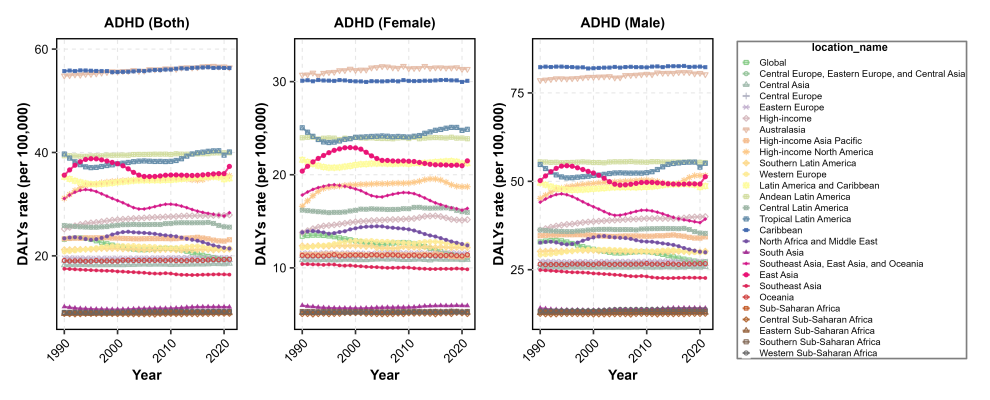 ADHD (Both)
ADHD (Female)
ADHD (Male)
DALYs rate (per 100,000)
60
40
20
1990
2000
2010
2020
Year
DALYs rate (per 100,000)
30
20
10
1990
2000
2010
2020
Year
DALYs rate (per 100,000)
75
50
25
1990
2000
2010
2020
Year
location_name
Global
Central Europe, Eastern Europe, and Central Asia
Central Asia
Central Europe
Eastern Europe
High-income
Australasia
High-income Asia Pacific
High-income North America
Southern Latin America
Western Europe
Latin America and Caribbean
Andean Latin America
Central Latin America
Tropical Latin America
Caribbean
North Africa and Middle East
South Asia
Southeast Asia, East Asia, and Oceania
East Asia
Southeast Asia
Oceania
Sub-Saharan Africa
Central Sub-Saharan Africa
Eastern Sub-Saharan Africa
Southern Sub-Saharan Africa
Western Sub-Saharan Africa